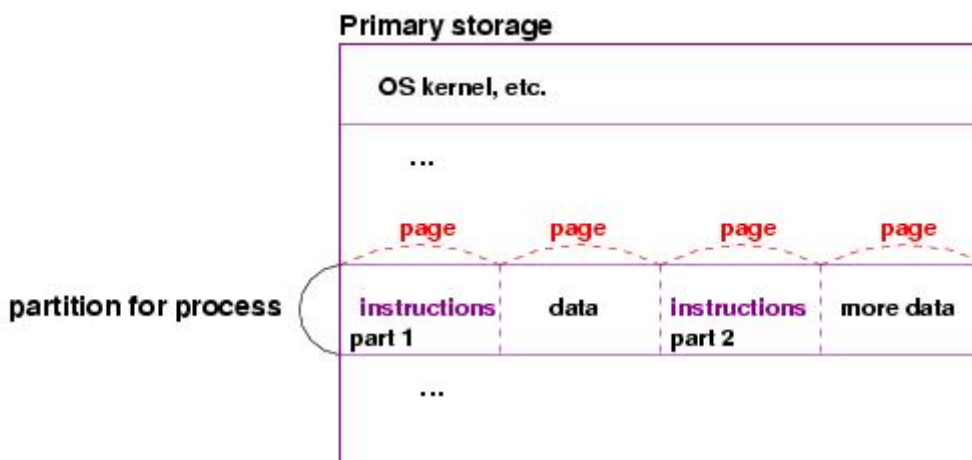 Primary storage
OS kernel, etc.
...
page page page page
partition for process
instructions data instructions more data
part 1 part 2
...